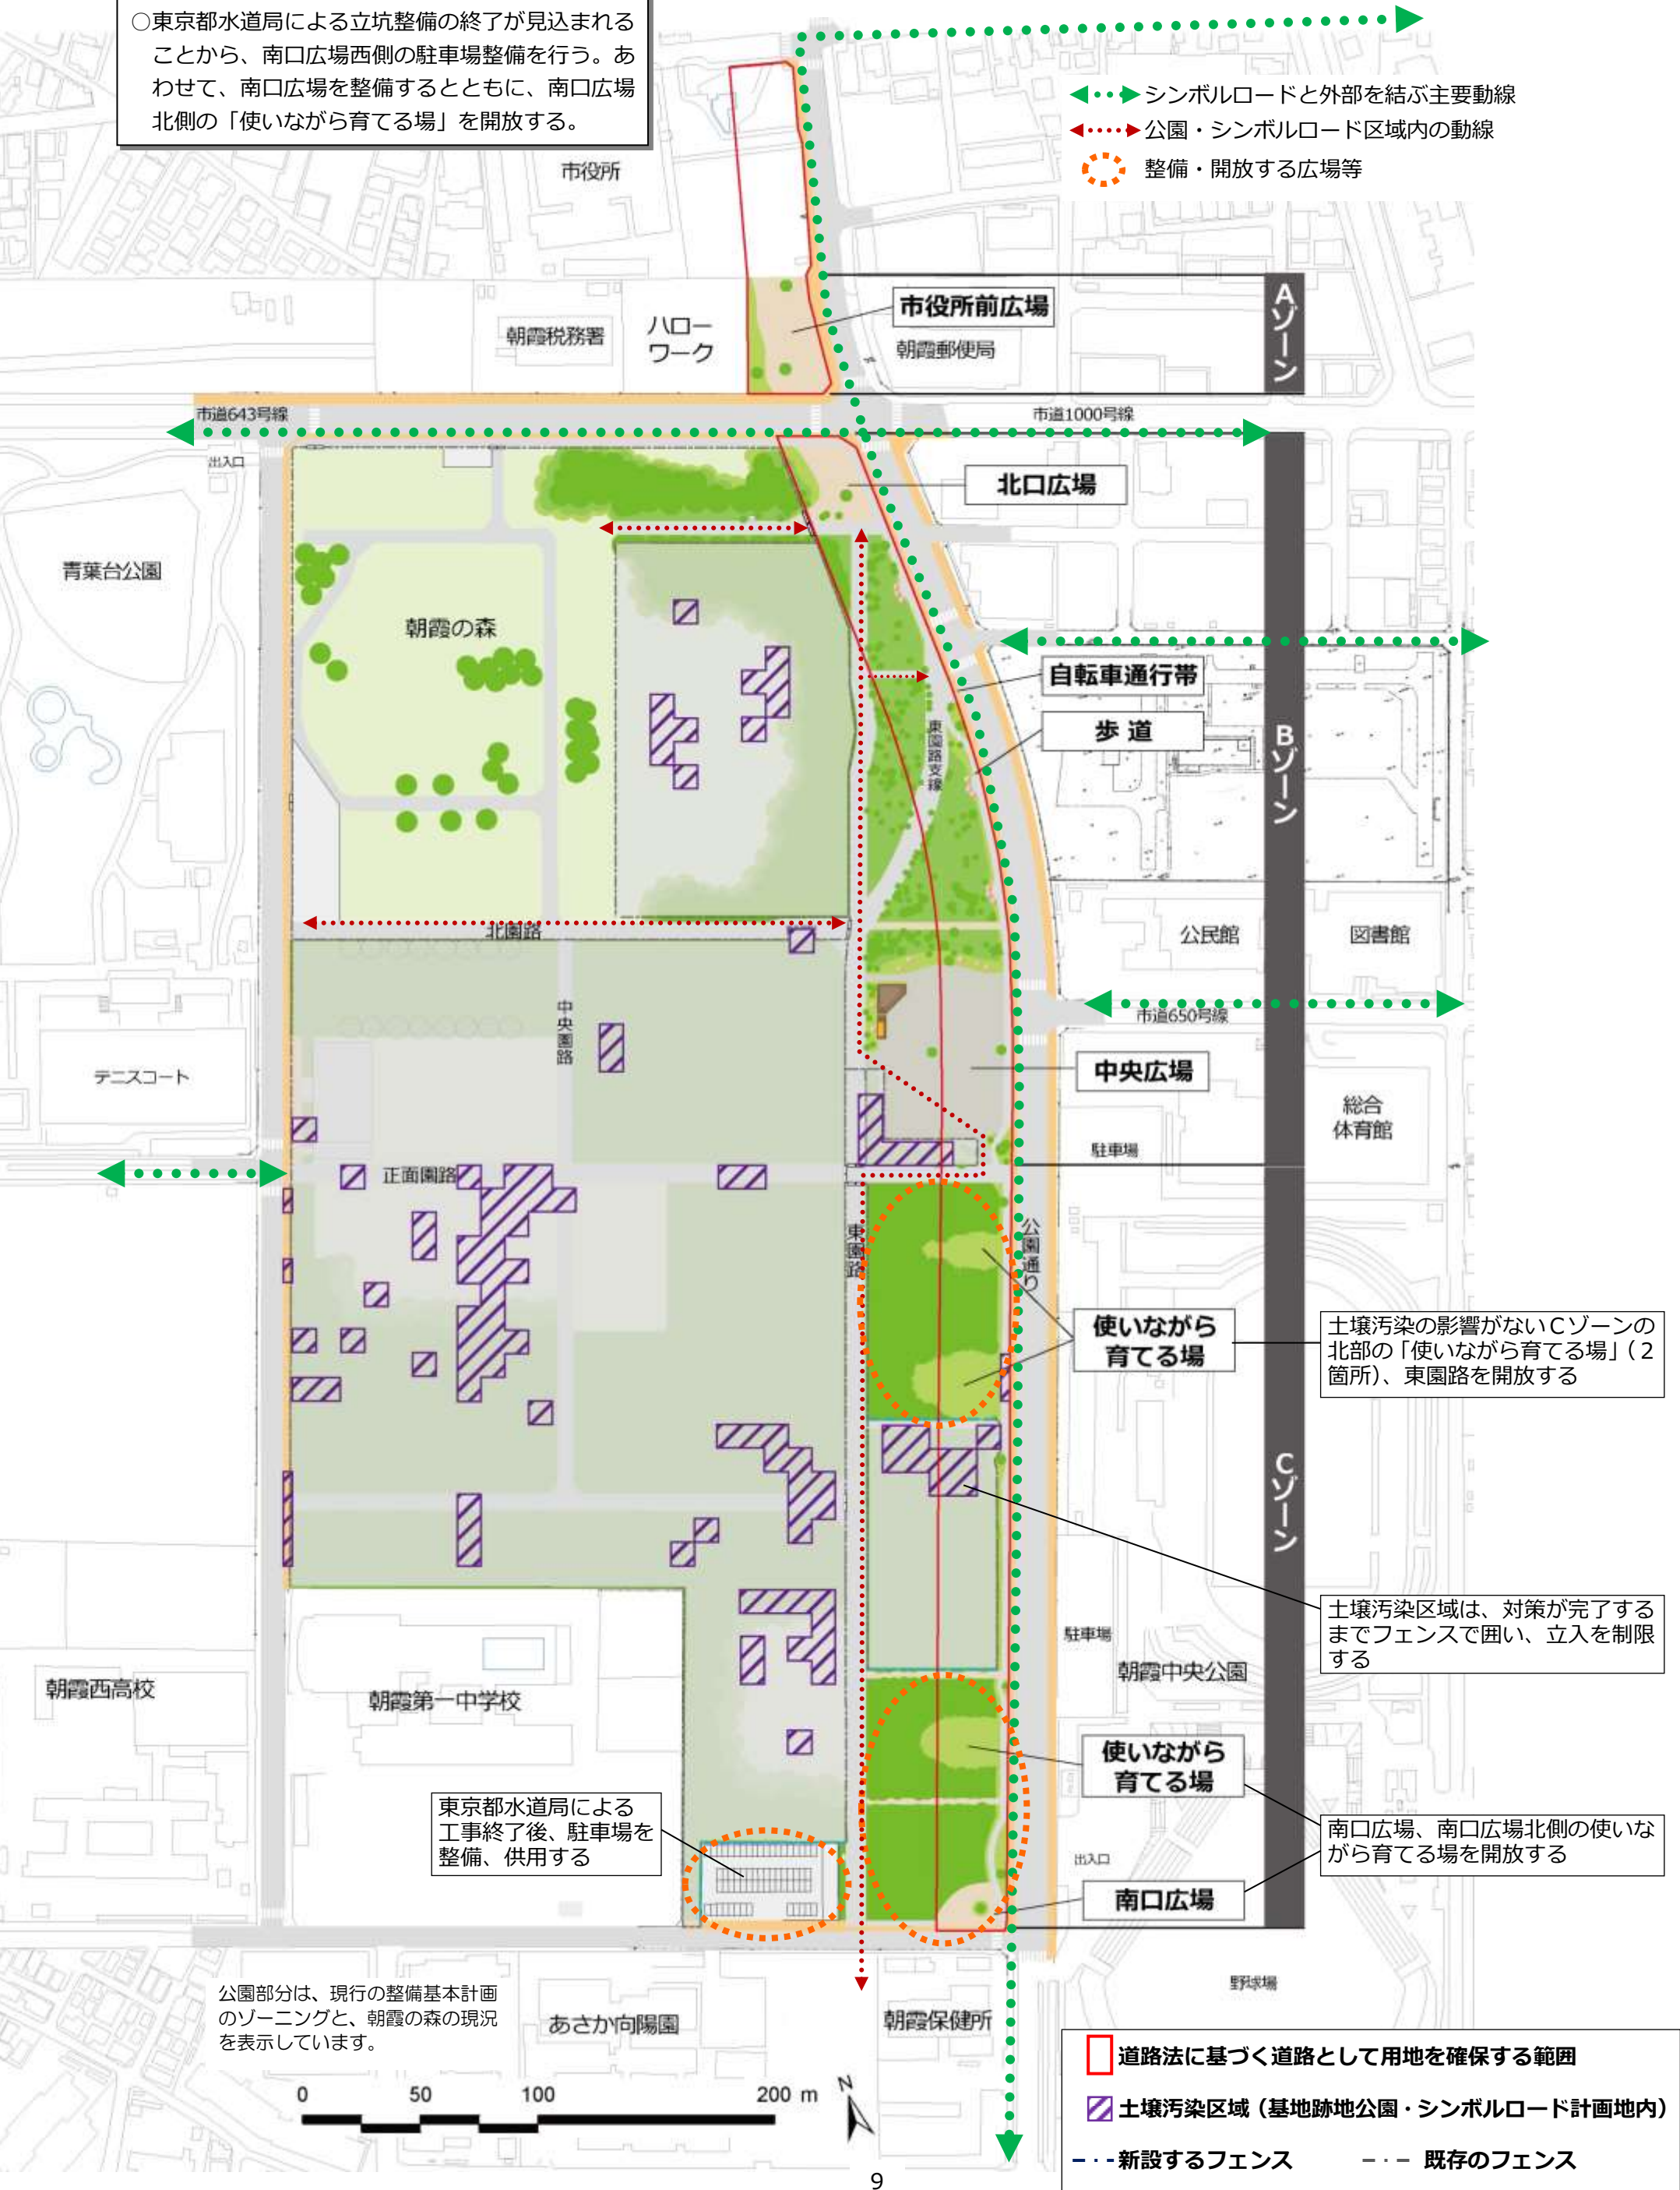 ○東京都水道局による立坑整備の終了が見込まれる
ことから、南口広場西側の駐車場整備を行う。あ
わせて、南口広場を整備するとともに、南口広場
北側の「使いながら育てる場」を開放する。
シンボルロードと外部を結ぶ主要動線
公園・シンボルロード区域内の動線
整備・開放する広場等
市役所
市役所前広場
Aゾーン
朝霞税務署
ハロー
ワーク
朝霞郵便局
市道643号線
市道1000号線
出入口
北口広場
青葉台公園
朝霞の森
自転車通行帯
歩 道
東園路支線
Bゾーン
北園路
公民館
図書館
中央園路
市道650号線
テニスコート
中央広場
総合
体育館
駐車場
正面園路
東園路
公園通り
使いながら
育てる場
土壌汚染の影響がないCゾーンの
北部の「使いながら育てる場」（2
箇所）、東園路を開放する
Cゾーン
土壌汚染区域は、対策が完了する
までフェンスで囲い、立入を制限
する
駐車場
朝霞中央公園
朝霞西高校
朝霞第一中学校
使いながら
育てる場
東京都水道局による
工事終了後、駐車場を
整備、供用する
南口広場、南口広場北側の使いな
がら育てる場を開放する
出入口
南口広場
野球場
公園部分は、現行の整備基本計画
のゾーニングと、朝霞の森の現況
を表示しています。
あさか向陽園
朝霞保健所
0 50 100 200 m
N
道路法に基づく道路として用地を確保する範囲
土壌汚染区域（基地跡地公園・シンボルロード計画地内）
新設するフェンス 既存のフェンス
9